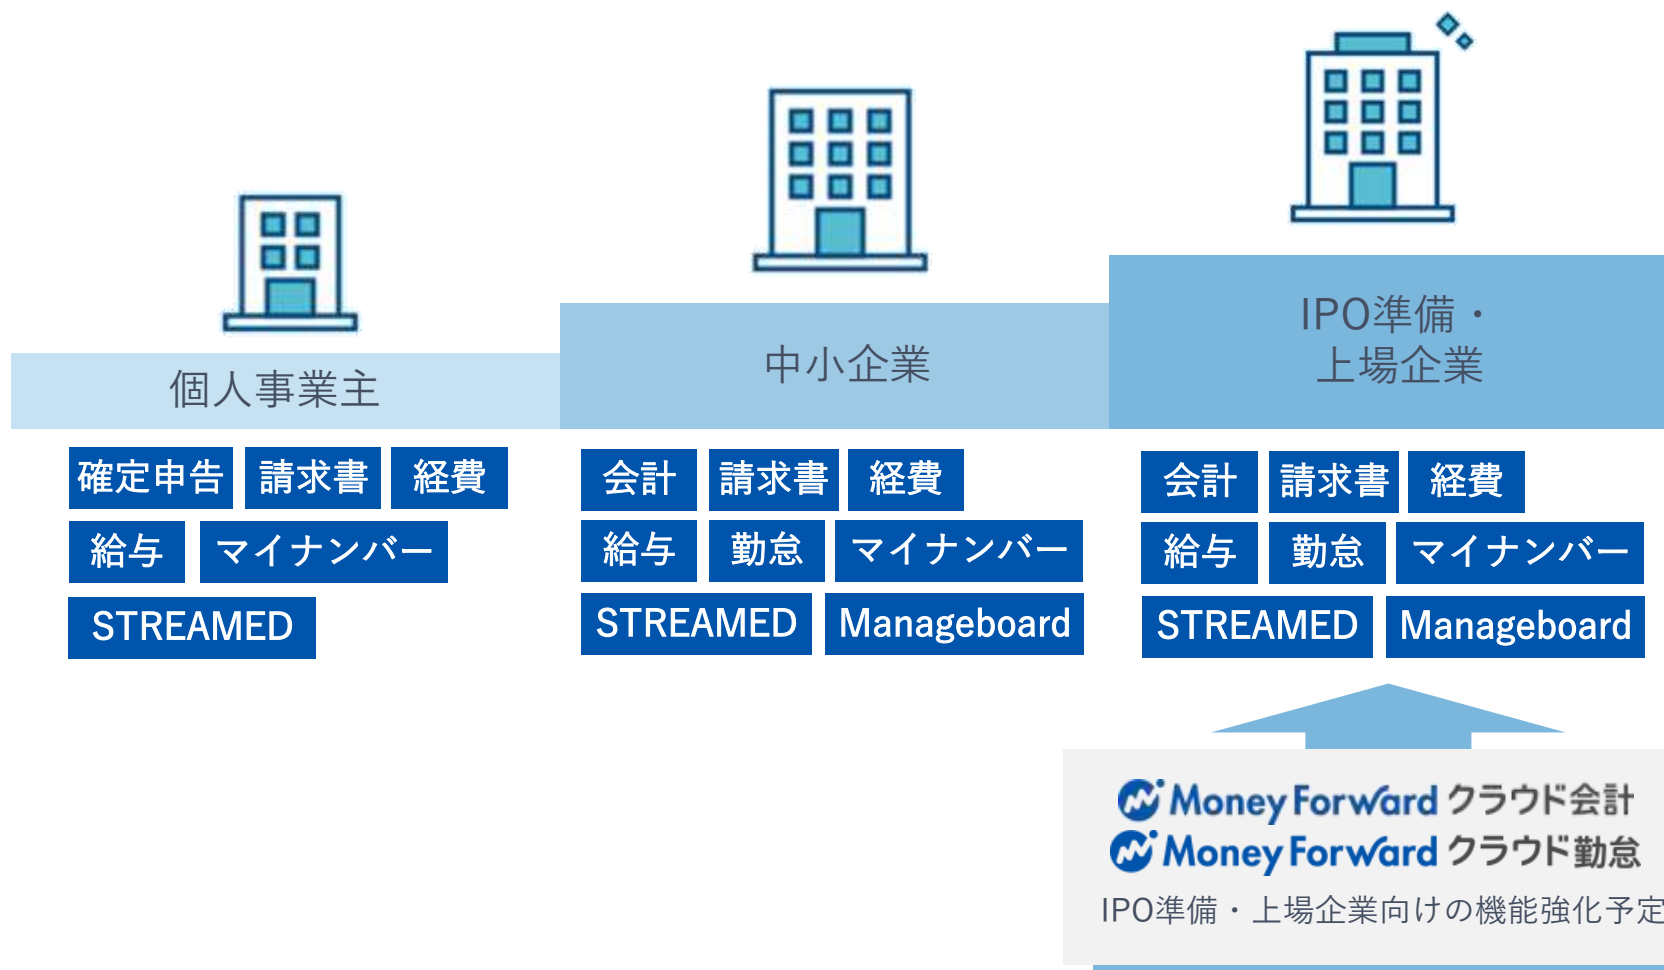 個人事業主
確定申告 請求書 経費
給与 マイナンバー
STREAMED
中小企業
会計 請求書 経費
給与 勤怠 マイナンバー
STREAMED Manageboard
IPO準備・
上場企業
会計 請求書 経費
給与 勤怠 マイナンバー
STREAMED Manageboard
Money Forward クラウド会計
Money Forward クラウド勤怠
IPO準備・上場企業向けの機能強化予定